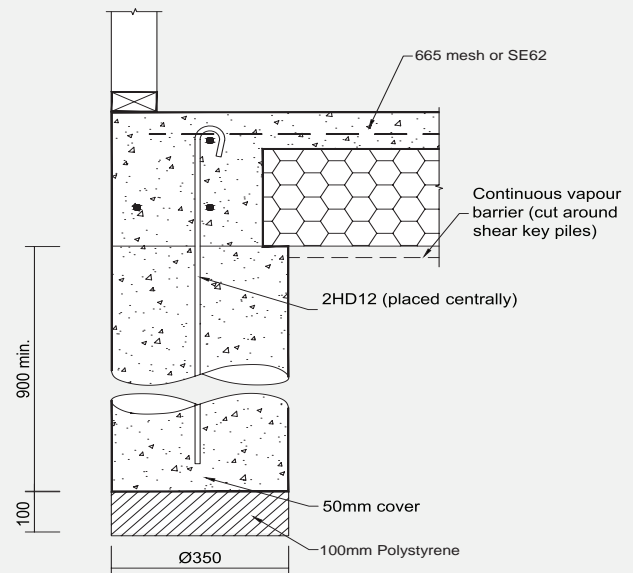 665 mesh or SE62
Continuous vapour
barrier (cut around
shear key piles)
2HD12 (placed centrally)
900 min.
50mm cover
100
100mm Polystyrene
Ø350